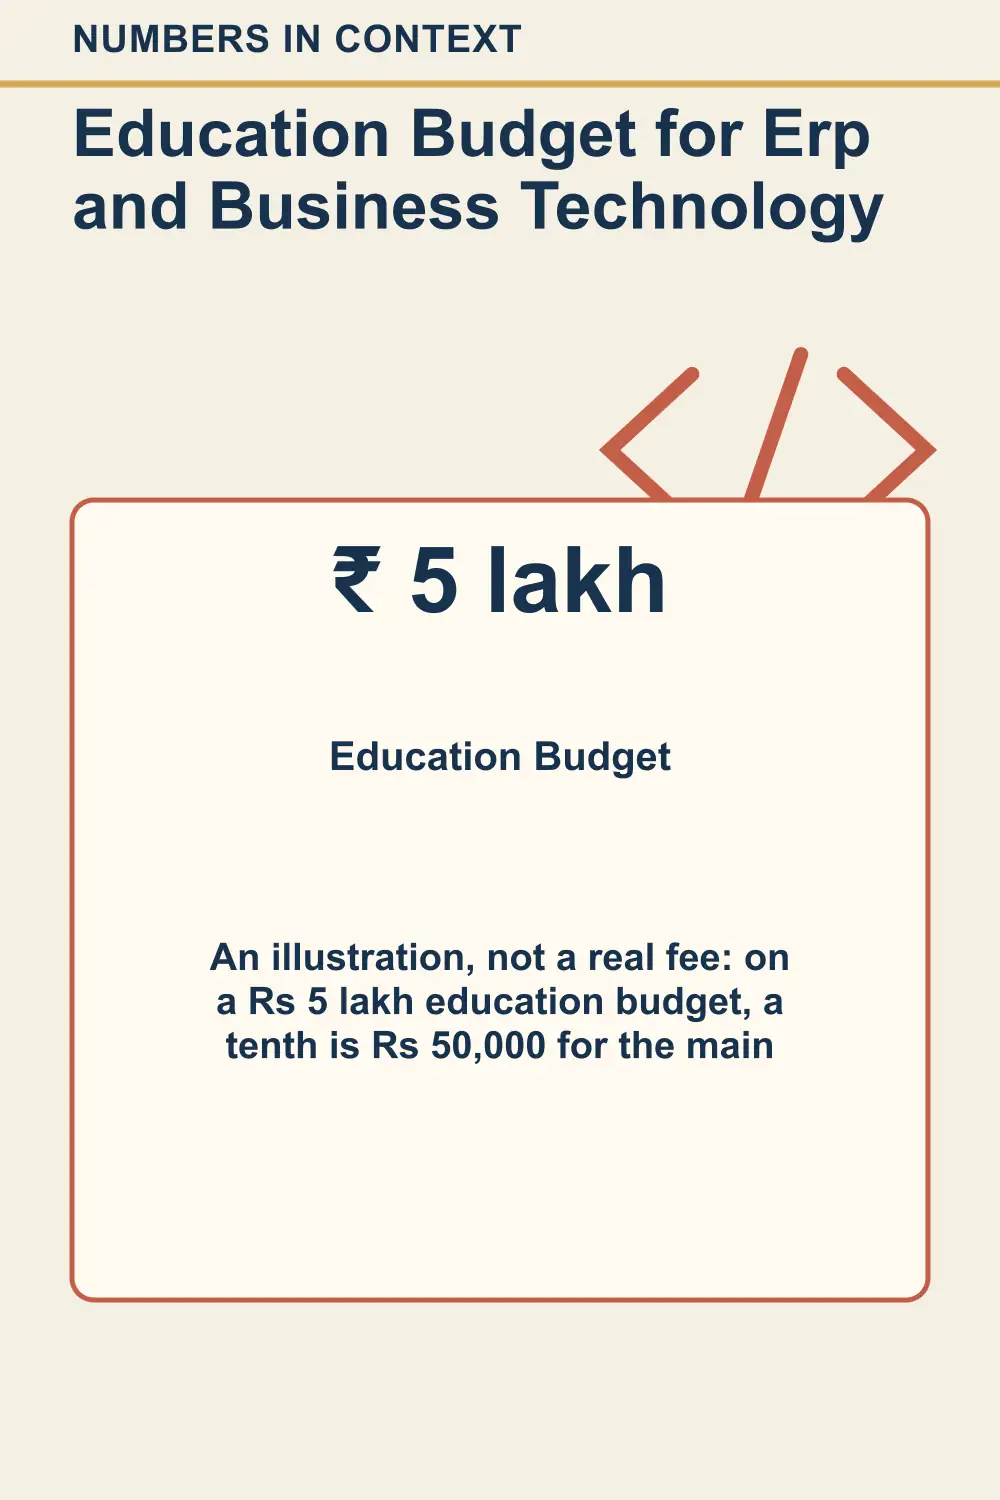 NUMBERS IN CONTEXT
Education Budget for Erp
and Business Technology
₹ 5 lakh
Education Budget
An illustration, not a real fee: on
a Rs 5 lakh education budget, a
tenth is Rs 50,000 for the main